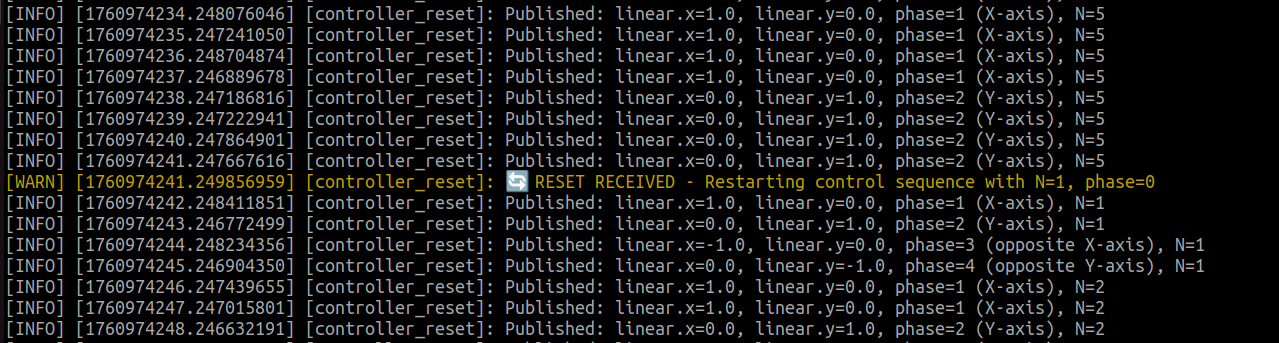 [INFO] [1760974234.248076046] [controller_reset]: Published: linear.x=1.0, linear.y=0.0, phase=1 (X-axis), N=5
[INFO] [1760974235.247241050] [controller_reset]: Published: linear.x=1.0, linear.y=0.0, phase=1 (X-axis), N=5
[INFO] [1760974236.248704874] [controller_reset]: Published: linear.x=1.0, linear.y=0.0, phase=1 (X-axis), N=5
[INFO] [1760974237.246889678] [controller_reset]: Published: linear.x=1.0, linear.y=0.0, phase=1 (X-axis), N=5
[INFO] [1760974238.247186816] [controller_reset]: Published: linear.x=0.0, linear.y=1.0, phase=2 (Y-axis), N=5
[INFO] [1760974239.247222941] [controller_reset]: Published: linear.x=0.0, linear.y=1.0, phase=2 (Y-axis), N=5
[INFO] [1760974240.247864901] [controller_reset]: Published: linear.x=0.0, linear.y=1.0, phase=2 (Y-axis), N=5
[INFO] [1760974241.247667616] [controller_reset]: Published: linear.x=0.0, linear.y=1.0, phase=2 (Y-axis), N=5
[WARN] [1760974241.249856959] [controller_reset]: 🔄 RESET RECEIVED - Restarting control sequence with N=1, phase=0
[INFO] [1760974242.248411851] [controller_reset]: Published: linear.x=1.0, linear.y=0.0, phase=1 (X-axis), N=1
[INFO] [1760974243.246772499] [controller_reset]: Published: linear.x=0.0, linear.y=1.0, phase=2 (Y-axis), N=1
[INFO] [1760974244.248234356] [controller_reset]: Published: linear.x=-1.0, linear.y=0.0, phase=3 (opposite X-axis), N=1
[INFO] [1760974245.246904350] [controller_reset]: Published: linear.x=0.0, linear.y=-1.0, phase=4 (opposite Y-axis), N=1
[INFO] [1760974246.247439655] [controller_reset]: Published: linear.x=1.0, linear.y=0.0, phase=1 (X-axis), N=2
[INFO] [1760974247.247015801] [controller_reset]: Published: linear.x=1.0, linear.y=0.0, phase=1 (X-axis), N=2
[INFO] [1760974248.246632191] [controller_reset]: Published: linear.x=0.0, linear.y=1.0, phase=2 (Y-axis), N=2